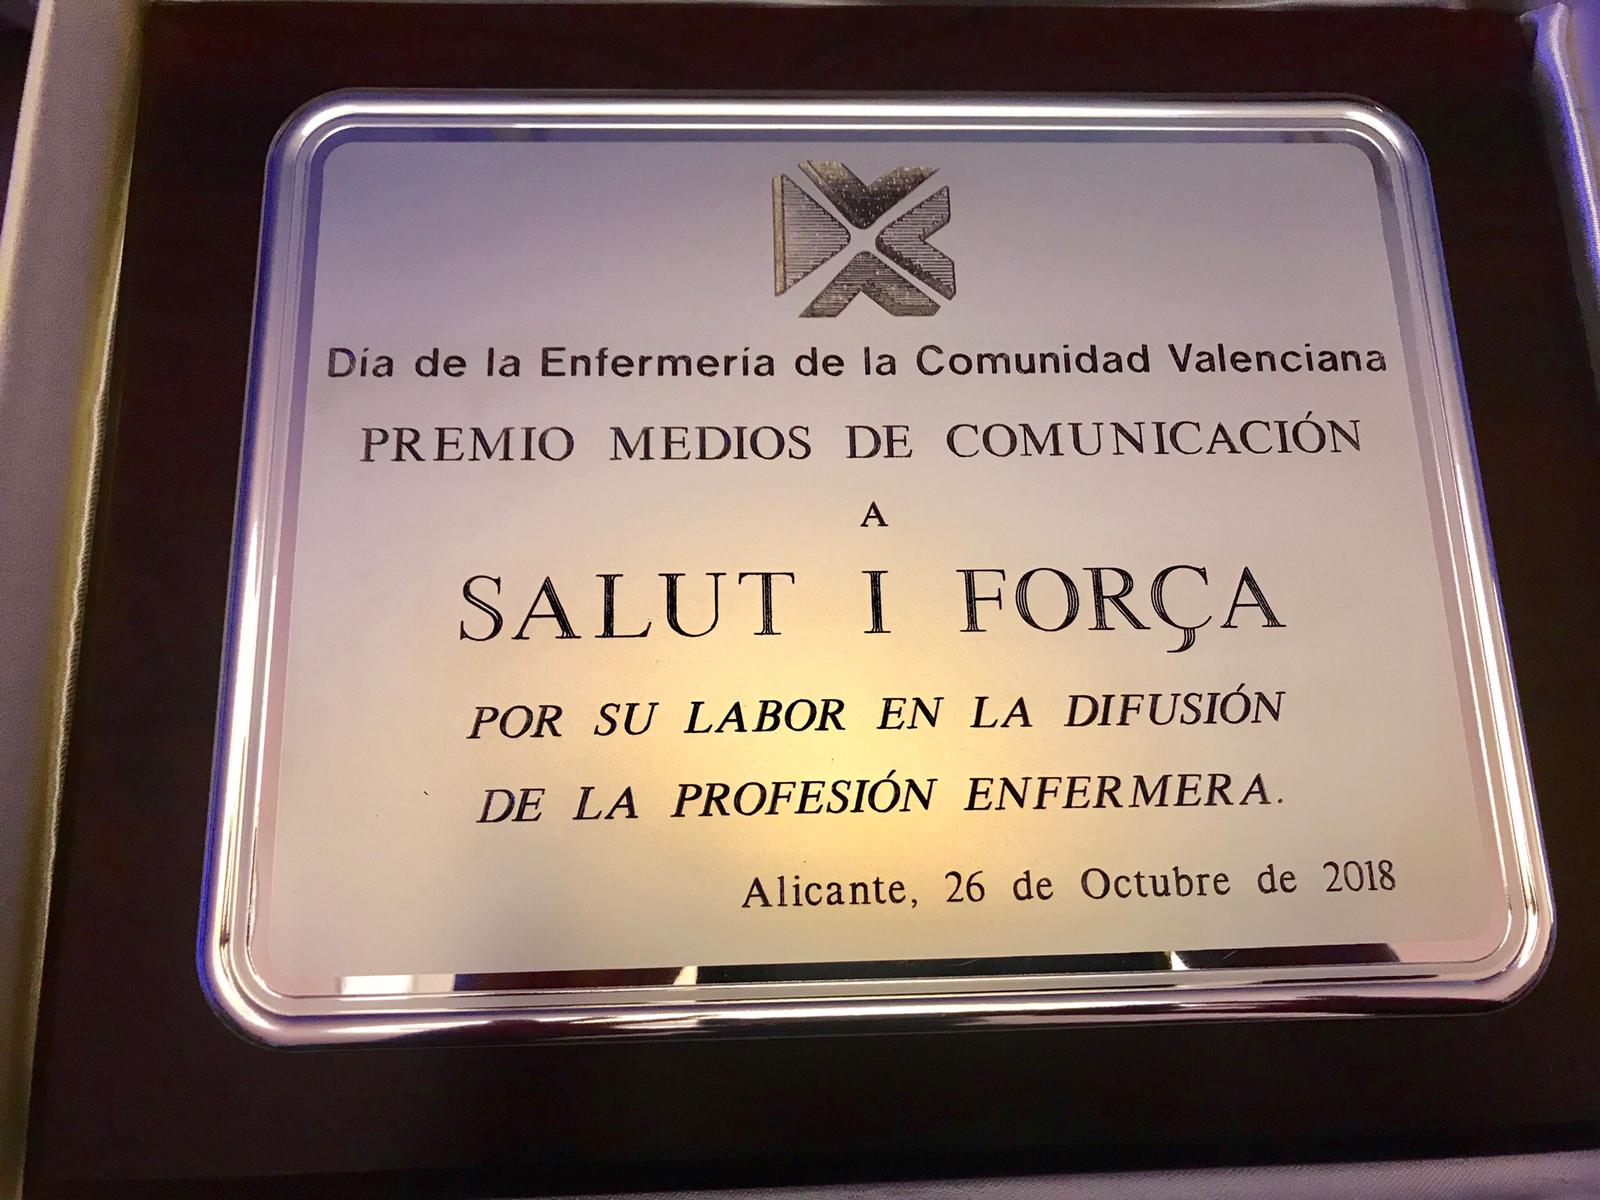 Día de la Enfermería de la Comunidad Valenciana
PREMIO MEDIOS DE COMUNICACIÓN
A
SALUT I FORÇA
POR SU LABOR EN LA DIFUSIÓN
DE LA PROFESIÓN ENFERMERA.
Alicante, 26 de Octubre de 2018